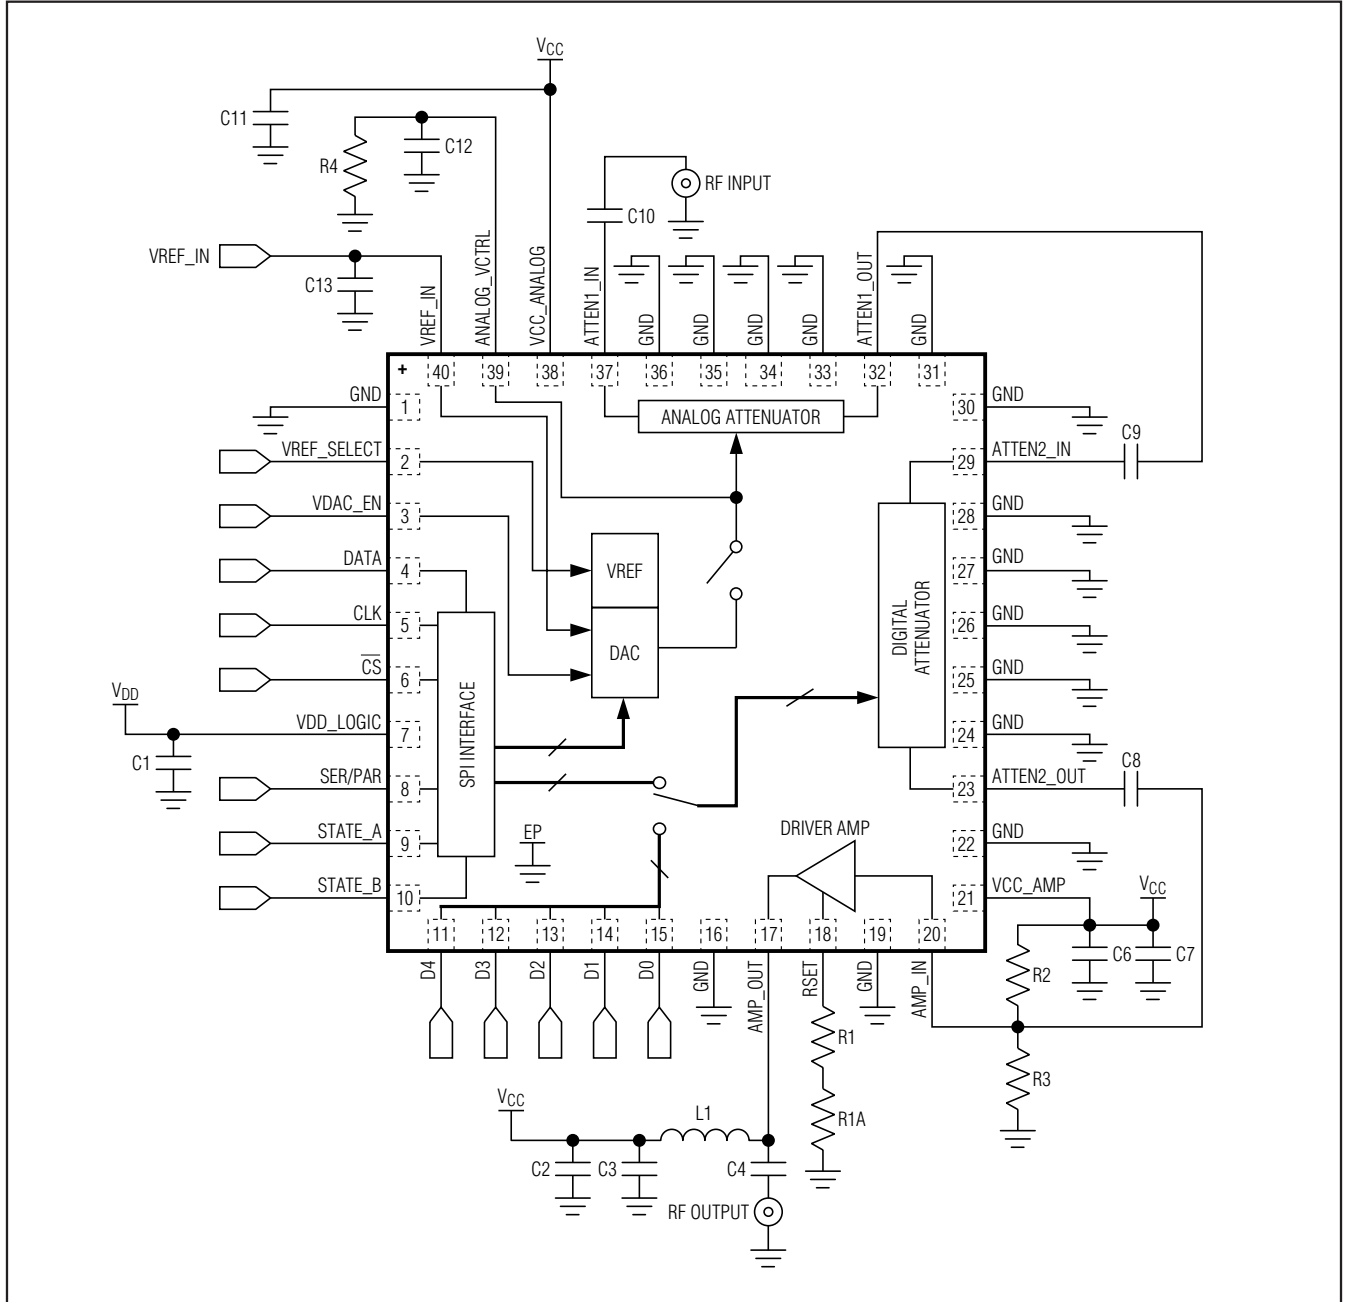 VCC
C11
C12
R4
RF INPUT
C10
VREF_IN
C13
VREF_IN
ANALOG_VCTRL
VCC_ANALOG
ATTEN1_IN
GND
GND
GND
GND
ATTEN1_OUT
GND
+
40
39
38
37
36
35
34
33
32
31
GND
1
VREF_SELECT
2
VDAC_EN
3
DATA
4
CLK
5
CS
6
VDD
VDD_LOGIC
7
C1
SER/PAR
8
STATE_A
9
STATE_B
10
ANALOG ATTENUATOR
VREF
DAC
SPI INTERFACE
DIGITAL
ATTENUATOR
EP
DRIVER AMP
30
GND
29
ATTEN2_IN
C9
28
GND
27
GND
26
GND
25
GND
24
GND
23
ATTEN2_OUT
C8
22
GND
21
VCC_AMP
VCC
C6
C7
R2
R3
11
12
13
14
15
16
17
18
19
20
D4
D3
D2
D1
D0
GND
AMP_OUT
RSET
GND
AMP_IN
R1
R1A
VCC
L1
C2
C3
C4
RF OUTPUT